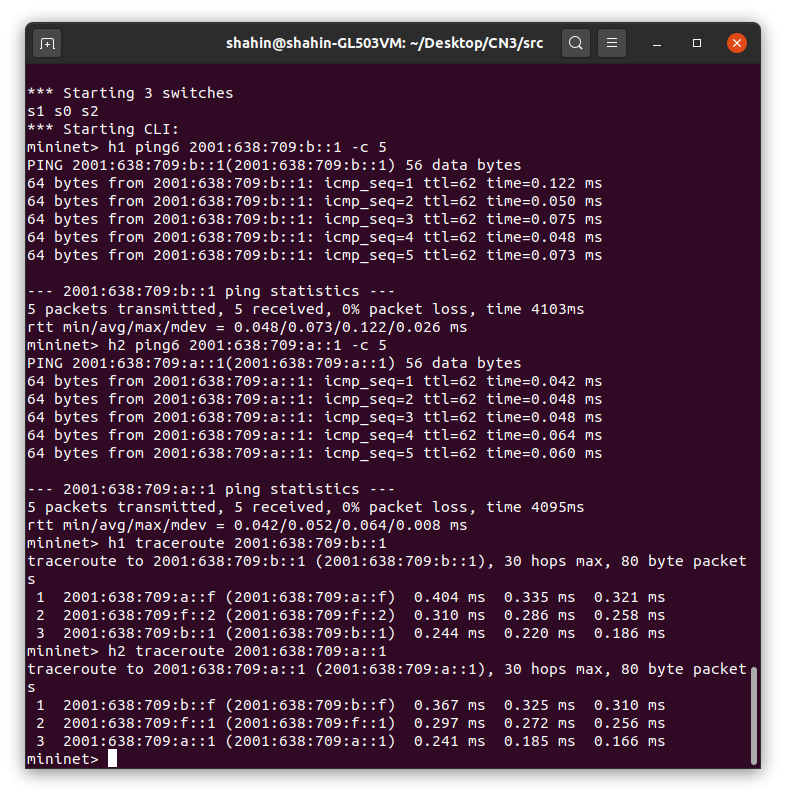 shahin@shahin-GL503VM: ~/Desktop/CN3/src
*** Starting 3 switches
s1 s0 s2
*** Starting CLI:
mininet> h1 ping6 2001:638:709:b::1 -c 5
PING 2001:638:709:b::1(2001:638:709:b::1) 56 data bytes
64 bytes from 2001:638:709:b::1: icmp_seq=1 ttl=62 time=0.122 ms
64 bytes from 2001:638:709:b::1: icmp_seq=2 ttl=62 time=0.050 ms
64 bytes from 2001:638:709:b::1: icmp_seq=3 ttl=62 time=0.075 ms
64 bytes from 2001:638:709:b::1: icmp_seq=4 ttl=62 time=0.048 ms
64 bytes from 2001:638:709:b::1: icmp_seq=5 ttl=62 time=0.073 ms

--- 2001:638:709:b::1 ping statistics ---
5 packets transmitted, 5 received, 0% packet loss, time 4103ms
rtt min/avg/max/mdev = 0.048/0.073/0.122/0.026 ms
mininet> h2 ping6 2001:638:709:a::1 -c 5
PING 2001:638:709:a::1(2001:638:709:a::1) 56 data bytes
64 bytes from 2001:638:709:a::1: icmp_seq=1 ttl=62 time=0.042 ms
64 bytes from 2001:638:709:a::1: icmp_seq=2 ttl=62 time=0.048 ms
64 bytes from 2001:638:709:a::1: icmp_seq=3 ttl=62 time=0.048 ms
64 bytes from 2001:638:709:a::1: icmp_seq=4 ttl=62 time=0.064 ms
64 bytes from 2001:638:709:a::1: icmp_seq=5 ttl=62 time=0.060 ms

--- 2001:638:709:a::1 ping statistics ---
5 packets transmitted, 5 received, 0% packet loss, time 4095ms
rtt min/avg/max/mdev = 0.042/0.052/0.064/0.008 ms
mininet> h1 traceroute 2001:638:709:b::1
traceroute to 2001:638:709:b::1 (2001:638:709:b::1), 30 hops max, 80 byte packet
s
 1  2001:638:709:a::f (2001:638:709:a::f)  0.404 ms  0.335 ms  0.321 ms
 2  2001:638:709:f::2 (2001:638:709:f::2)  0.310 ms  0.286 ms  0.258 ms
 3  2001:638:709:b::1 (2001:638:709:b::1)  0.244 ms  0.220 ms  0.186 ms
mininet> h2 traceroute 2001:638:709:a::1
traceroute to 2001:638:709:a::1 (2001:638:709:a::1), 30 hops max, 80 byte packet
s
 1  2001:638:709:b::f (2001:638:709:b::f)  0.367 ms  0.325 ms  0.310 ms
 2  2001:638:709:f::1 (2001:638:709:f::1)  0.297 ms  0.272 ms  0.256 ms
 3  2001:638:709:a::1 (2001:638:709:a::1)  0.241 ms  0.185 ms  0.166 ms
mininet>